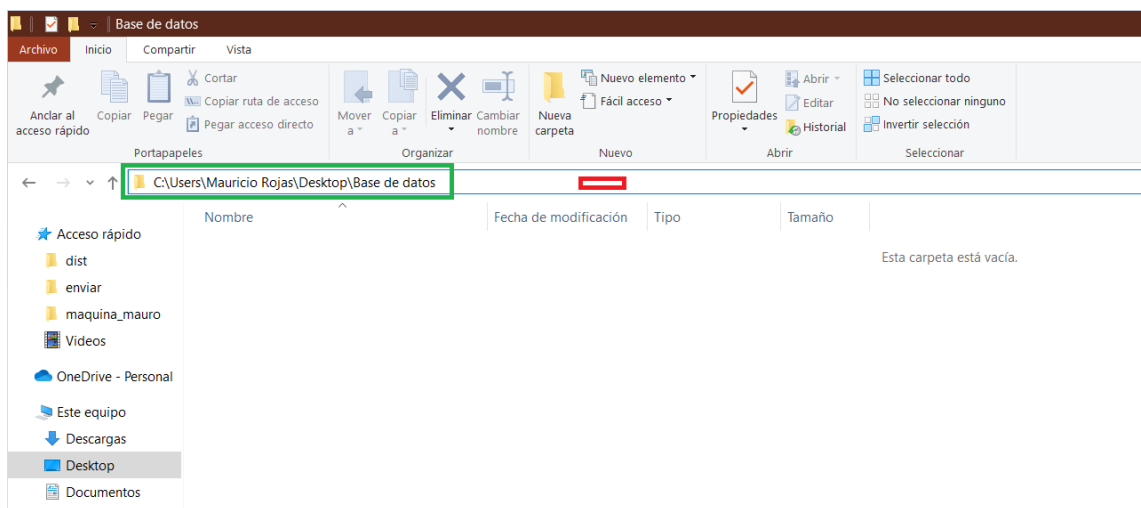 Base de datos
Archivo Inicio Compartir Vista
Anclar al acceso rápido
Copiar
Pegar
Cortar
Copiar ruta de acceso
Pegar acceso directo
Portapapeles
Mover a
Copiar a
Eliminar
Cambiar nombre
Organizar
Nueva carpeta
Nuevo elemento
Fácil acceso
Nuevo
Propiedades
Abrir
Editar
Historial
Abrir
Seleccionar todo
No seleccionar ninguno
Invertir selección
Seleccionar
C:\Users\Mauricio Rojas\Desktop\Base de datos
Nombre Fecha de modificación Tipo Tamaño
Esta carpeta está vacía.
Acceso rápido
dist
enviar
maquina_mauro
Videos
OneDrive - Personal
Este equipo
Descargas
Desktop
Documentos